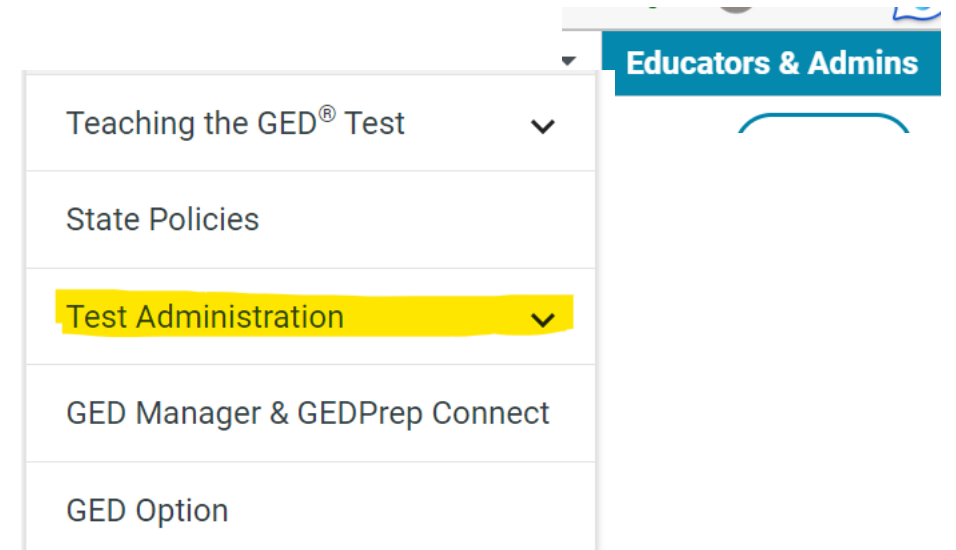 Educators & Admins
Teaching the GED® Test
State Policies
Test Administration
GED Manager & GEDPrep Connect
GED Option